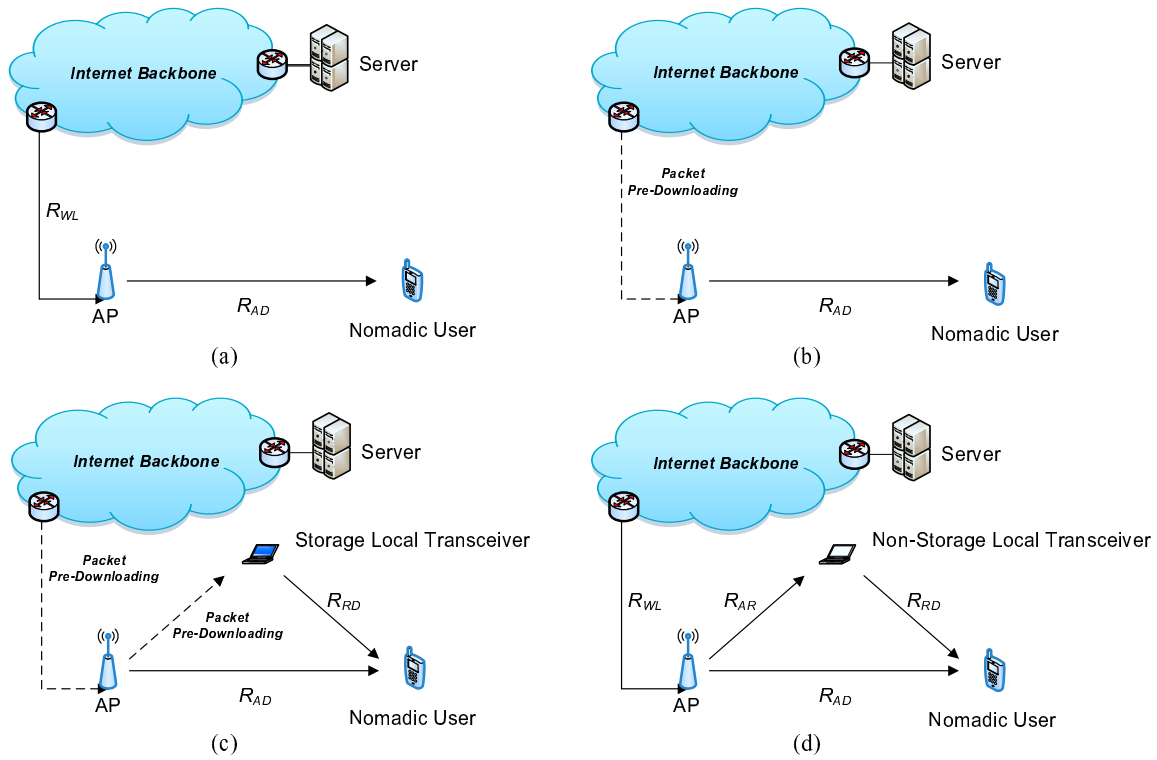 Internet Backbone
Server
R_WL
AP
R_AD
Nomadic User
(a)
Internet Backbone
Server
Packet
Pre-Downloading
AP
R_AD
Nomadic User
(b)
Internet Backbone
Server
Storage Local Transceiver
Packet
Pre-Downloading
R_RD
Packet
Pre-Downloading
AP
R_AD
Nomadic User
(c)
Internet Backbone
Server
Non-Storage Local Transceiver
R_WL
R_AR
R_RD
AP
R_AD
Nomadic User
(d)